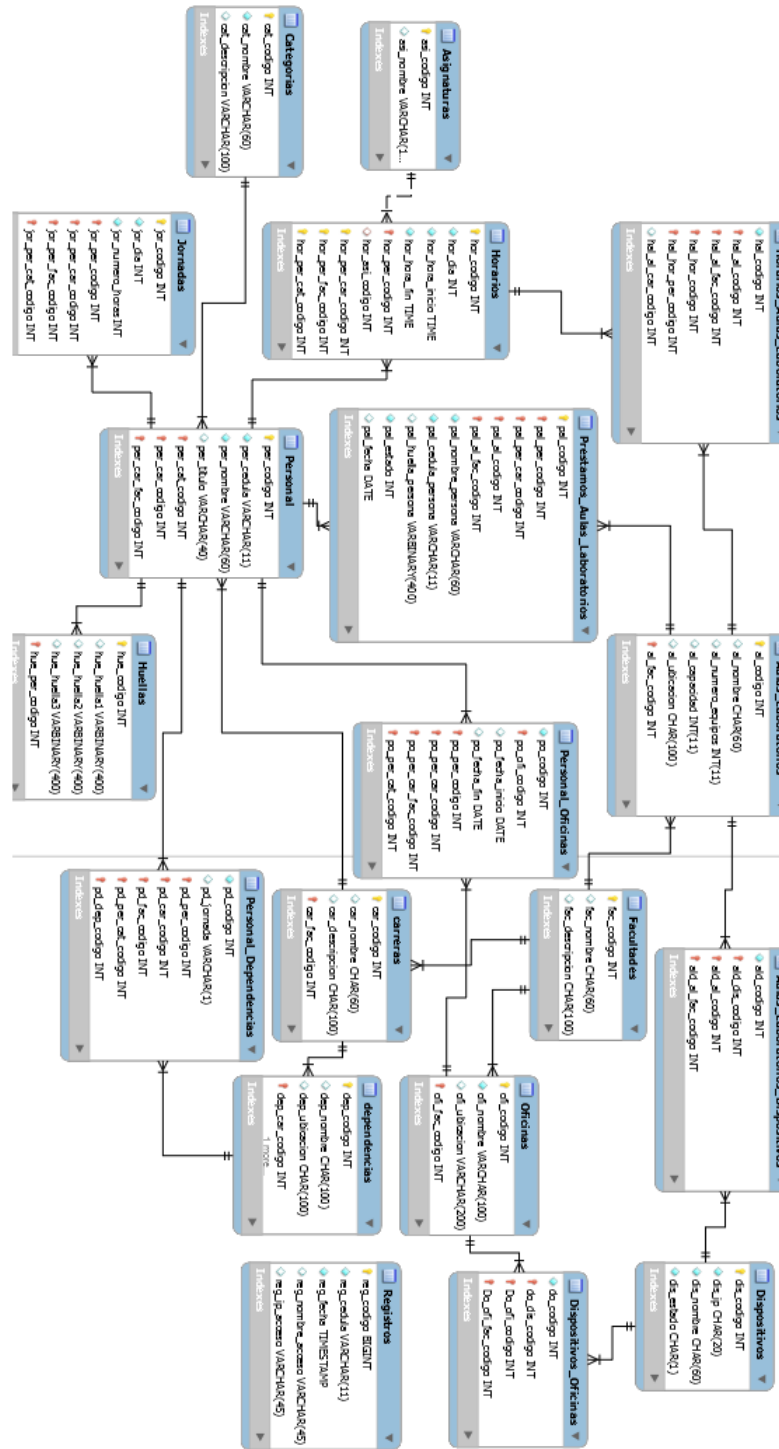 Categorias
cat_codigo INT
cat_nombre VARCHAR(60)
cat_descripcion VARCHAR(100)
Indexes
Asignaturas
asi_codigo INT
asi_nombre VARCHAR(1...
Indexes
Jornadas
jor_codigo INT
jor_dia INT
jor_numero_horas INT
jor_per_codigo INT
jor_per_car_codigo INT
jor_per_fac_codigo INT
jor_per_cat_codigo INT
Indexes
Horarios
hor_codigo INT
hor_dia INT
hor_hora_inicio TIME
hor_hora_fin TIME
hor_per_codigo INT
hor_asi_codigo INT
hor_per_car_codigo INT
hor_per_fac_codigo INT
hor_per_cat_codigo INT
Indexes
hal_codigo INT
hal_al_codigo INT
hal_al_fac_codigo INT
hal_hor_codigo INT
hal_hor_per_codigo INT
hal_al_car_codigo INT
Indexes
Personal
per_codigo INT
per_cedula VARCHAR(11)
per_nombre VARCHAR(60)
per_titulo VARCHAR(40)
per_cat_codigo INT
per_car_codigo INT
per_car_fac_codigo INT
Indexes
Prestamos_Aulas_Laboratorios
pal_codigo INT
pal_per_codigo INT
pal_per_car_codigo INT
pal_al_codigo INT
pal_al_fac_codigo INT
pal_nombre_persona VARCHAR(60)
pal_cedula_persona VARCHAR(11)
pal_huella_persona VARBINARY(400)
pal_estado INT
pal_fecha DATE
Indexes
Huellas
hue_codigo INT
hue_huella1 VARBINARY(400)
hue_huella2 VARBINARY(400)
hue_huella3 VARBINARY(400)
hue_per_codigo INT
Indexes
Personal_Oficinas
po_codigo INT
po_ofi_codigo INT
po_fecha_inicio DATE
po_fecha_fin DATE
po_per_codigo INT
po_per_car_codigo INT
po_per_car_fac_codigo INT
po_per_cat_codigo INT
Indexes
al_codigo INT
al_nombre CHAR(60)
al_numero_equipos INT(11)
al_capacidad INT(11)
al_ubicacion CHAR(100)
al_fac_codigo INT
Indexes
Personal_Dependencias
pd_codigo INT
pd_jornada VARCHAR(1)
pd_per_codigo INT
pd_car_codigo INT
pd_fac_codigo INT
pd_per_cat_codigo INT
pd_dep_codigo INT
Indexes
carreras
car_codigo INT
car_nombre CHAR(60)
car_descripcion CHAR(100)
car_fac_codigo INT
Indexes
Facultades
fac_codigo INT
fac_nombre CHAR(60)
fac_descripcion CHAR(100)
Indexes
ald_codigo INT
ald_dis_codigo INT
ald_al_codigo INT
ald_al_fac_codigo INT
Indexes
dependencias
dep_codigo INT
dep_nombre CHAR(100)
dep_ubicacion CHAR(100)
dep_car_codigo INT
1 more...
Indexes
Oficinas
ofi_codigo INT
ofi_nombre VARCHAR(100)
ofi_ubicacion VARCHAR(200)
ofi_fac_codigo INT
Indexes
Registros
reg_codigo BIGINT
reg_cedula VARCHAR(11)
reg_fecha TIMESTAMP
reg_nombre_acceso VARCHAR(45)
reg_ip_acceso VARCHAR(45)
Indexes
Dispositivos_Oficinas
do_codigo INT
do_dis_codigo INT
Do_ofi_codigo INT
Do_ofi_fac_codigo INT
Indexes
Dispositivos
dis_codigo INT
dis_ip CHAR(20)
dis_nombre CHAR(60)
dis_estado CHAR(1)
Indexes